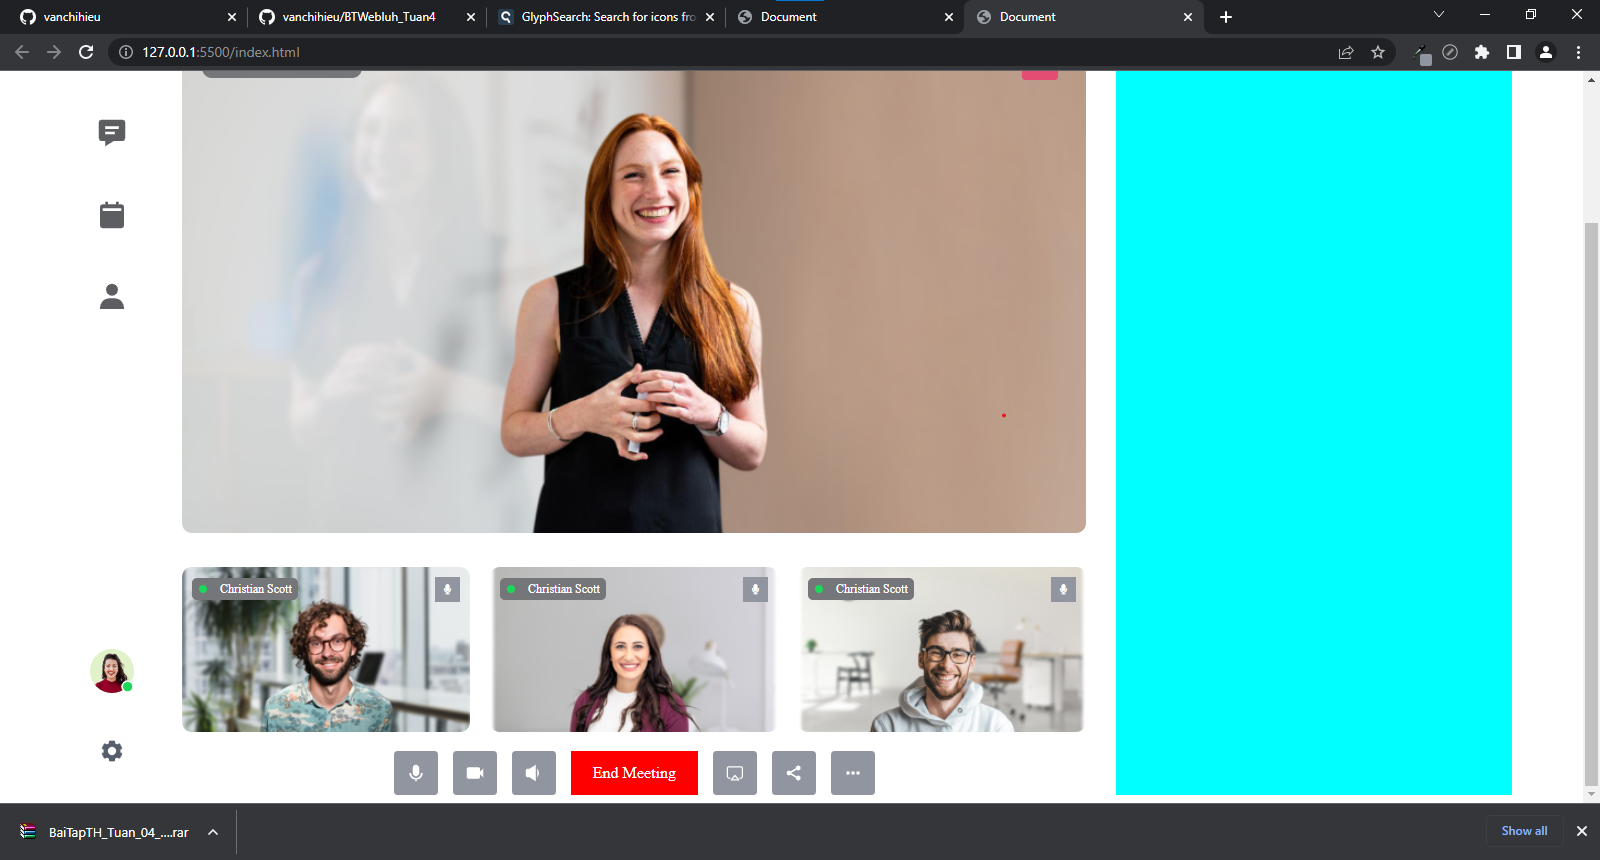 vanchihieu
vanchihieu/BTWebluh_Tuan4
GlyphSearch: Search for icons fro
Document
Document
127.0.0.1:5500/index.html
Christian Scott
Christian Scott
Christian Scott
End Meeting
BaiTapTH_Tuan_04_....rar
Show all